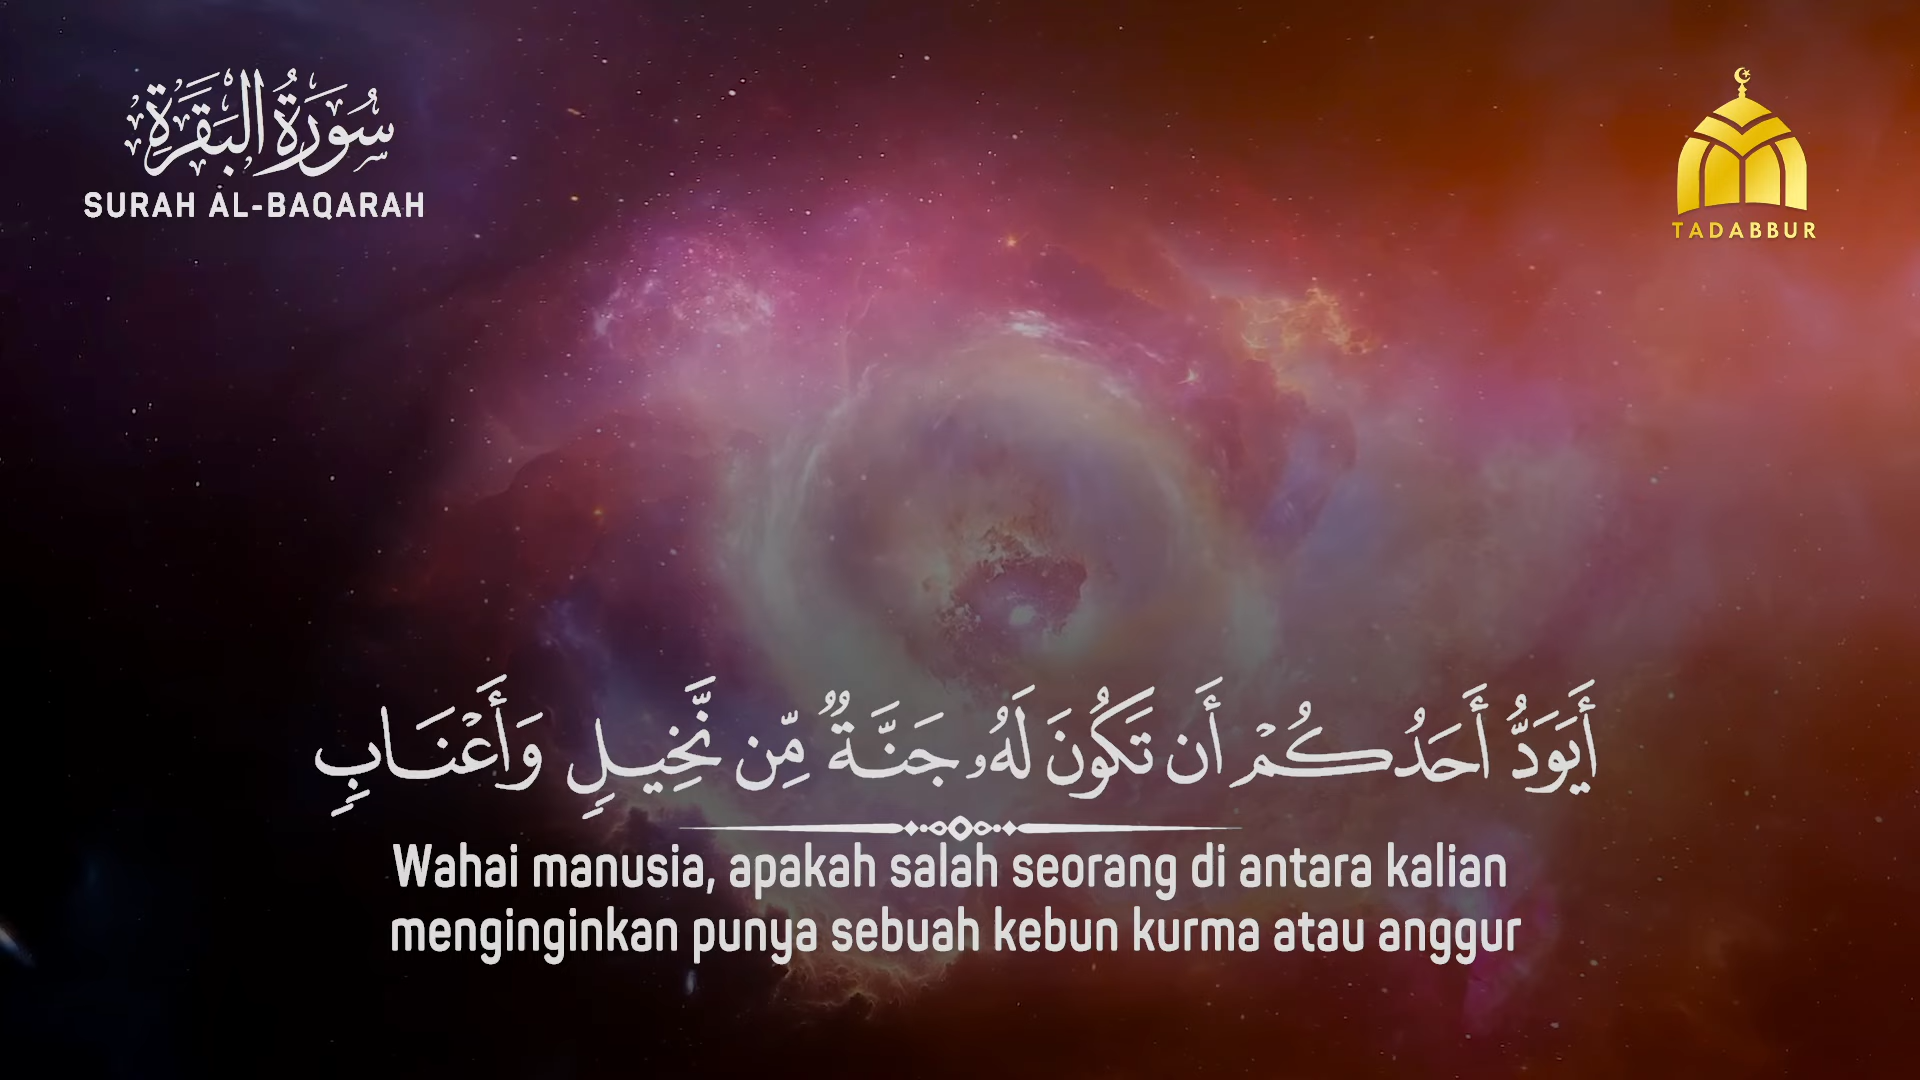 سُورَةُ الْبَقَرَةِ
SURAH AL-BAQARAH
TADABBUR
أَيَوَدُّ أَحَدُكُمْ أَن تَكُونَ لَهُۥ جَنَّةٌ مِّن نَّخِيلٍ وَأَعْنَابٍ
Wahai manusia, apakah salah seorang di antara kalian
menginginkan punya sebuah kebun kurma atau anggur